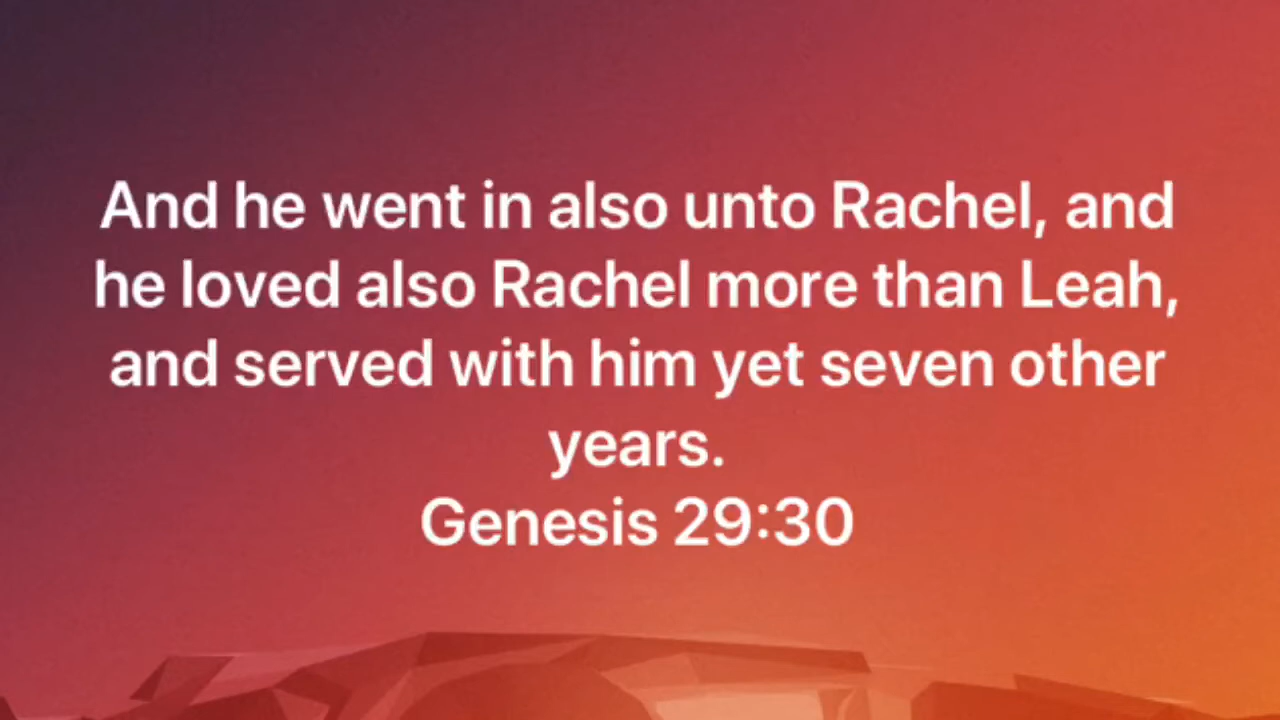 And he went in also unto Rachel, and
he loved also Rachel more than Leah,
and served with him yet seven other
years.
Genesis 29:30